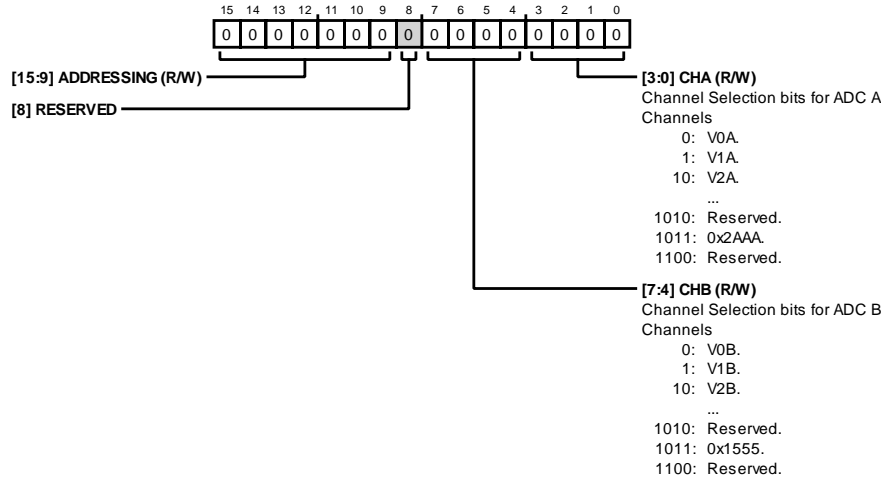 15 14 13 12 11 10 9 8 7 6 5 4 3 2 1 0
0 0 0 0 0 0 0 0 0 0 0 0 0 0 0 0
[15:9] ADDRESSING (R/W)
[8] RESERVED
[3:0] CHA (R/W)
Channel Selection bits for ADC A
Channels
0: V0A.
1: V1A.
10: V2A.
...
1010: Reserved.
1011: 0x2AAA.
1100: Reserved.
[7:4] CHB (R/W)
Channel Selection bits for ADC B
Channels
0: V0B.
1: V1B.
10: V2B.
...
1010: Reserved.
1011: 0x1555.
1100: Reserved.